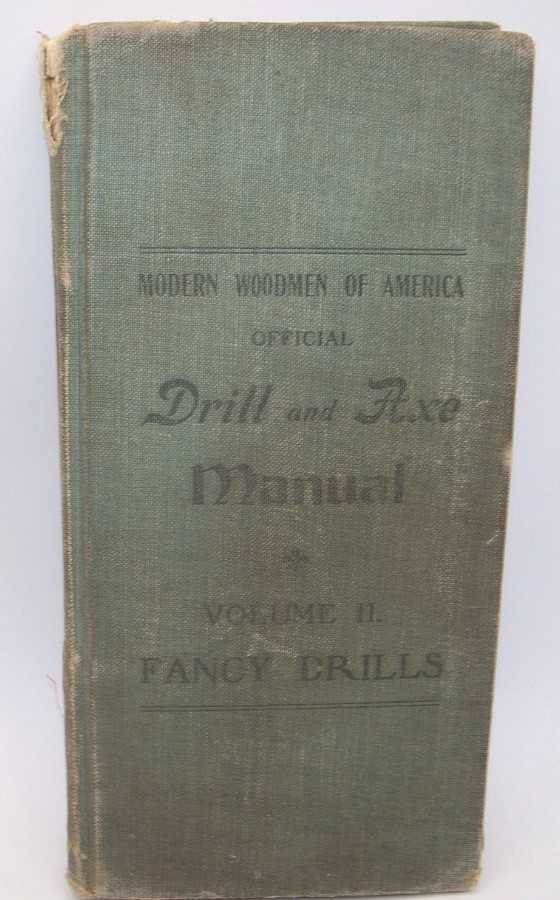 MODERN WOODMEN OF AMERICA
OFFICIAL
Drill and Axe
Manual
VOLUME II.
FANCY DRILLS